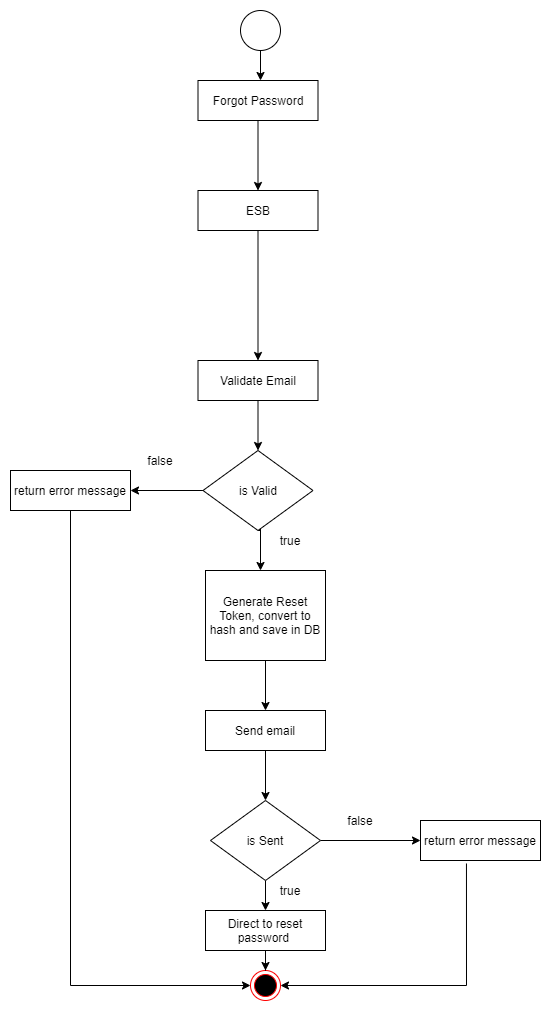 Forgot Password
ESB
Validate Email
false
return error message
is Valid
true
Generate Reset
Token, convert to
hash and save in DB
Send email
false
is Sent
return error message
true
Direct to reset
password